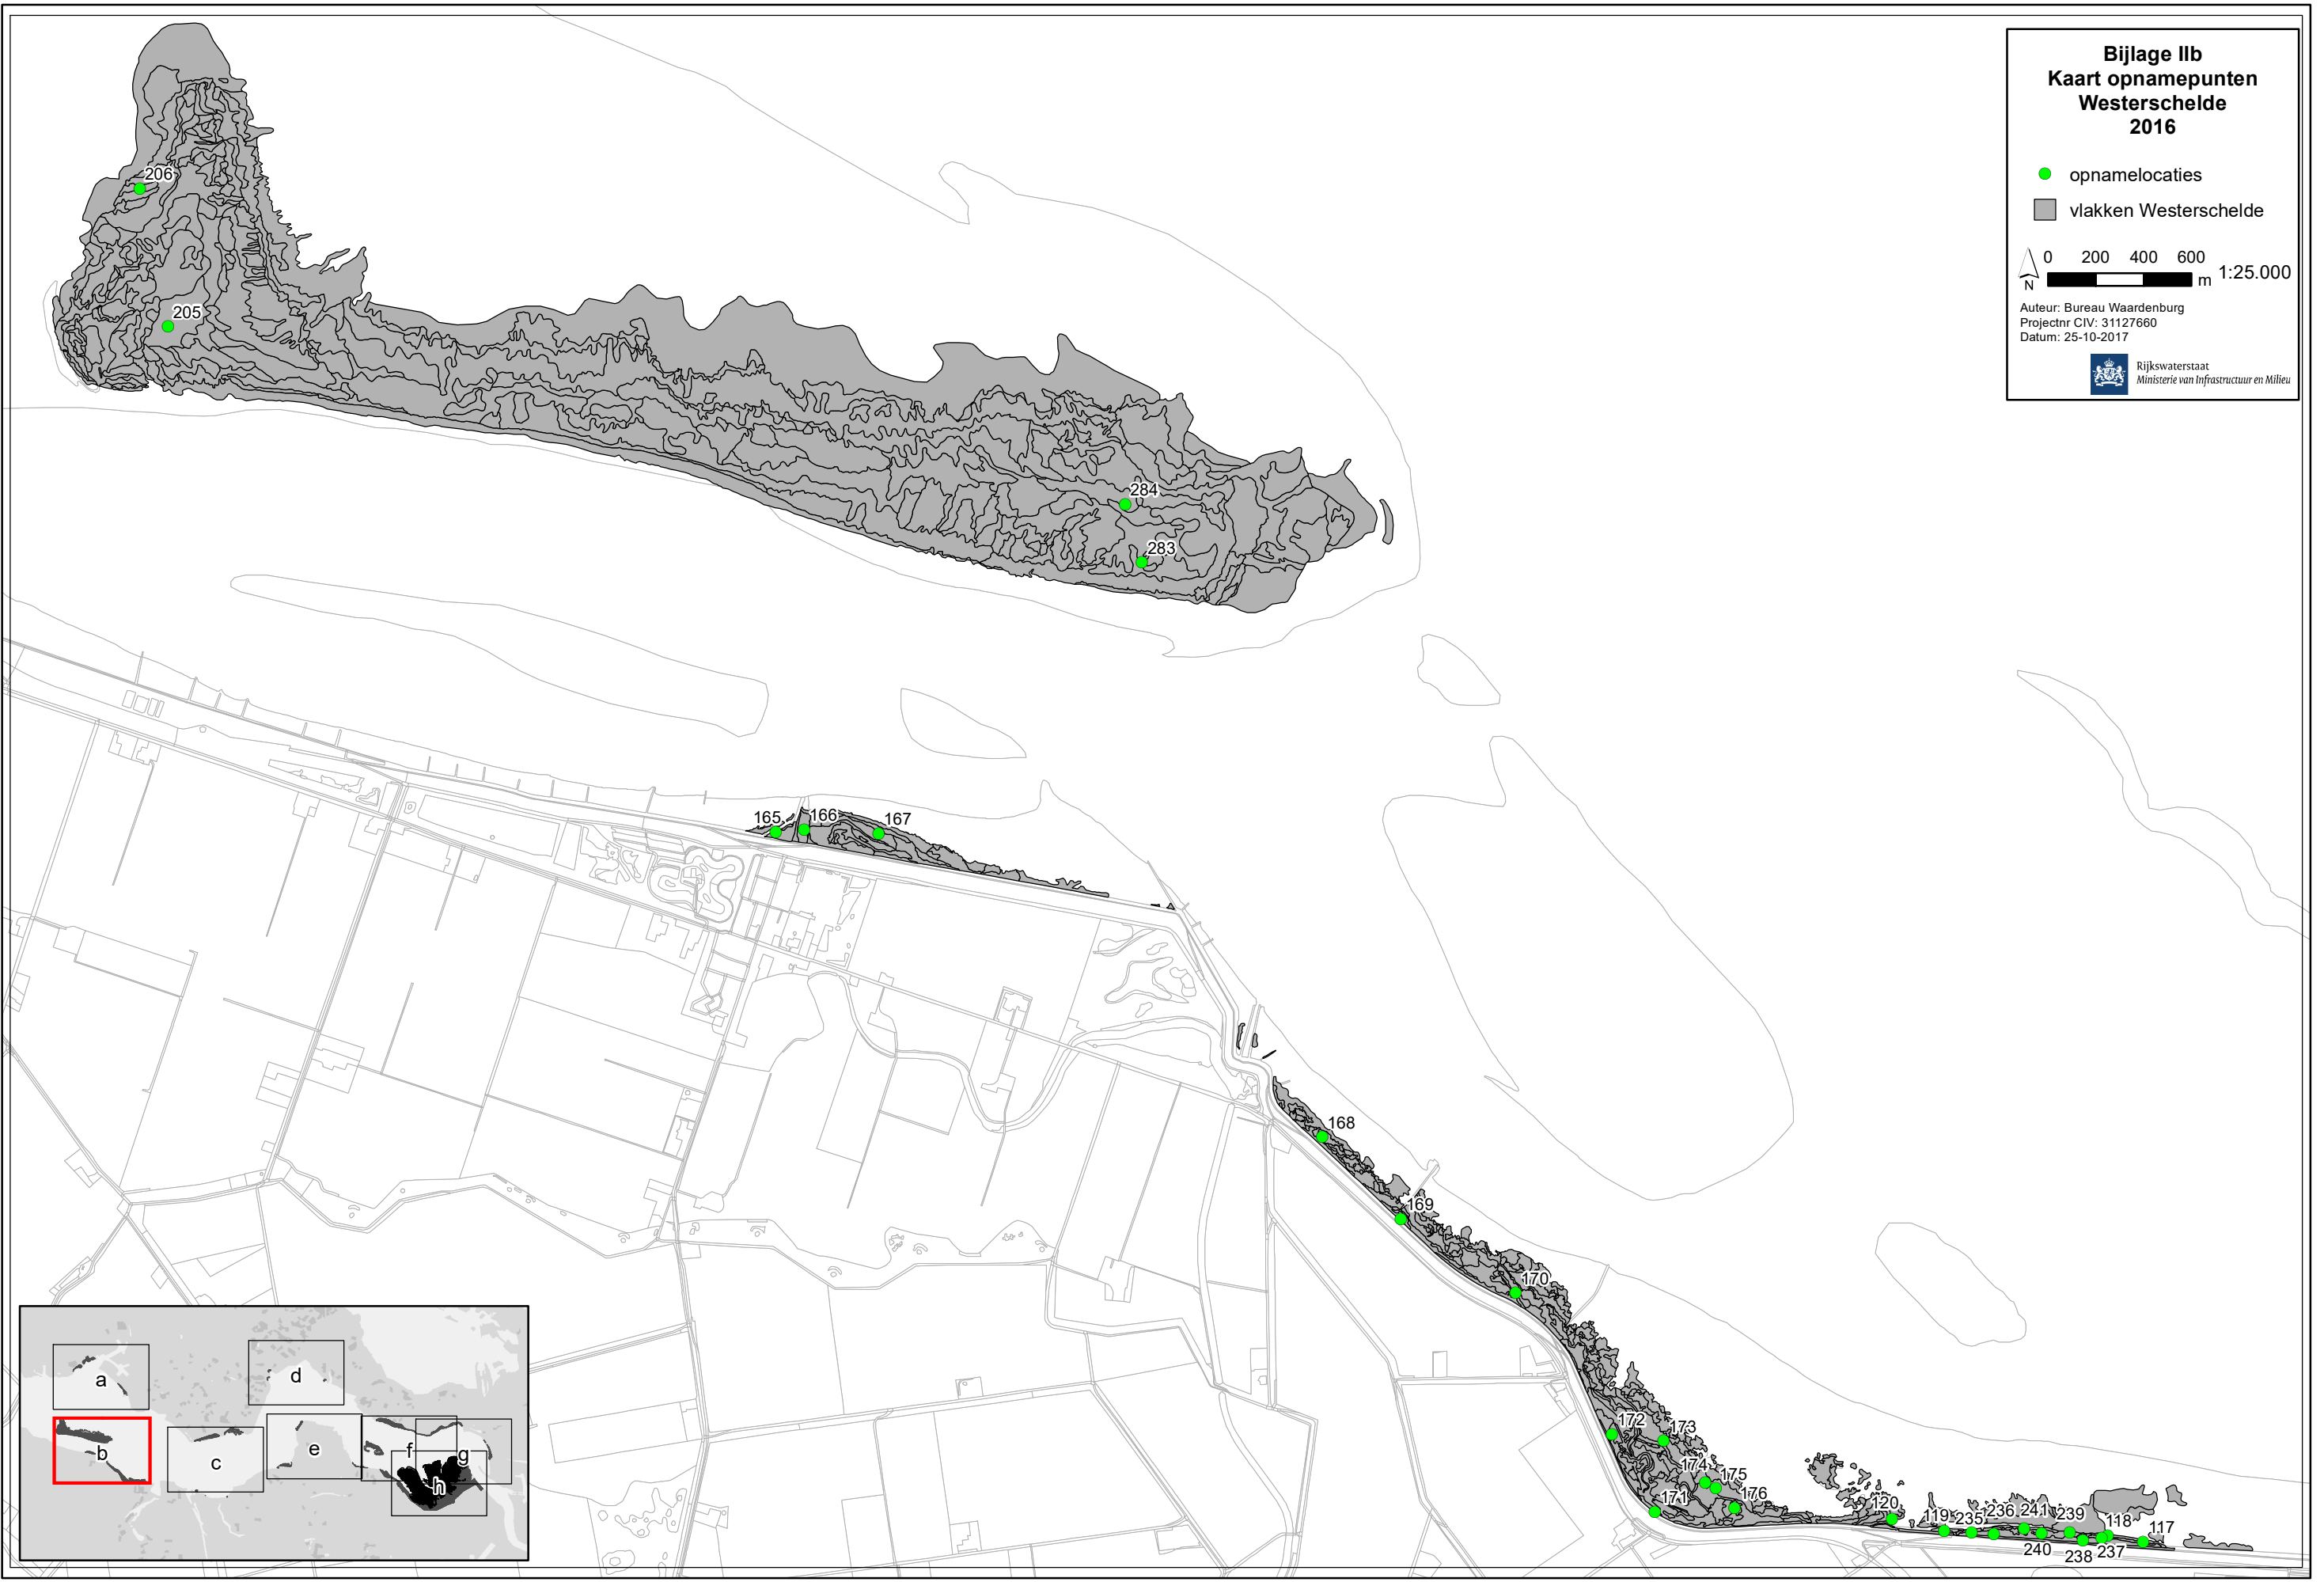 Bijlage IIb
Kaart opnamepunten
Westerschelde
2016
opnamelocaties
vlakken Westerschelde
0 200 400 600
m 1:25.000
N
Auteur: Bureau Waardenburg
Projectnr CIV: 31127660
Datum: 25-10-2017
Rijkswaterstaat
Ministerie van Infrastructuur en Milieu
206
205
284
283
165
166
167
168
169
170
172
173
174
175
176
171
120
119
235
236
241
239
118
117
240
238
237
a
d
b
c
e
f
g
h